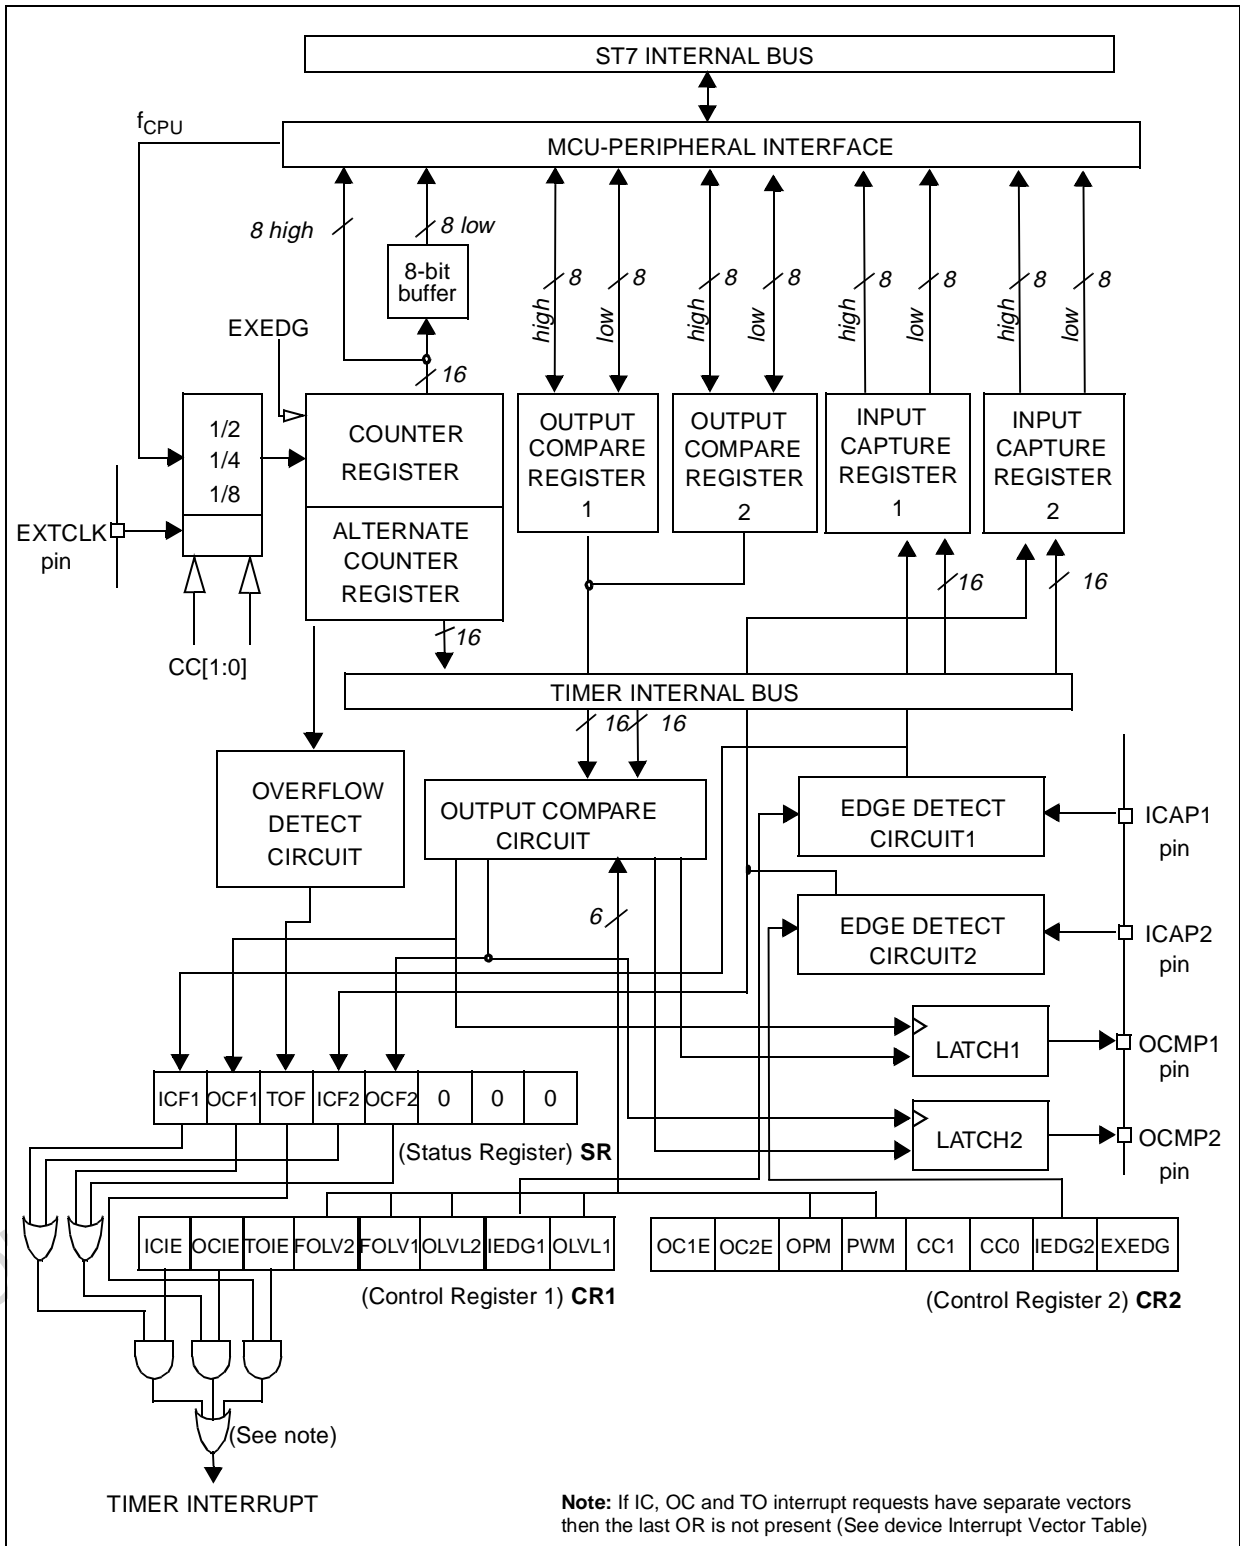 ST7 INTERNAL BUS
fCPU
MCU-PERIPHERAL INTERFACE
8 high
8 low
8-bit
buffer
8 8 8 8 8 8 8 8
high low high low high low high low
EXEDG
16
1/2
1/4
1/8
COUNTER
REGISTER
OUTPUT
COMPARE
REGISTER
1
OUTPUT
COMPARE
REGISTER
2
INPUT
CAPTURE
REGISTER
1
INPUT
CAPTURE
REGISTER
2
EXTCLK
pin
ALTERNATE
COUNTER
REGISTER
16
16
16
CC[1:0]
TIMER INTERNAL BUS
16 16
OVERFLOW
DETECT
CIRCUIT
OUTPUT COMPARE
CIRCUIT
EDGE DETECT
CIRCUIT1
ICAP1
pin
6
EDGE DETECT
CIRCUIT2
ICAP2
pin
LATCH1
OCMP1
pin
ICF1 OCF1 TOF ICF2 OCF2 0 0 0
(Status Register) SR
LATCH2
OCMP2
pin
ICIE OCIE TOIE FOLV2 FOLV1 OLVL2 IEDG1 OLVL1
(Control Register 1) CR1
OC1E OC2E OPM PWM CC1 CC0 IEDG2 EXEDG
(Control Register 2) CR2
(See note)
TIMER INTERRUPT
Note: If IC, OC and TO interrupt requests have separate vectors
then the last OR is not present (See device Interrupt Vector Table)